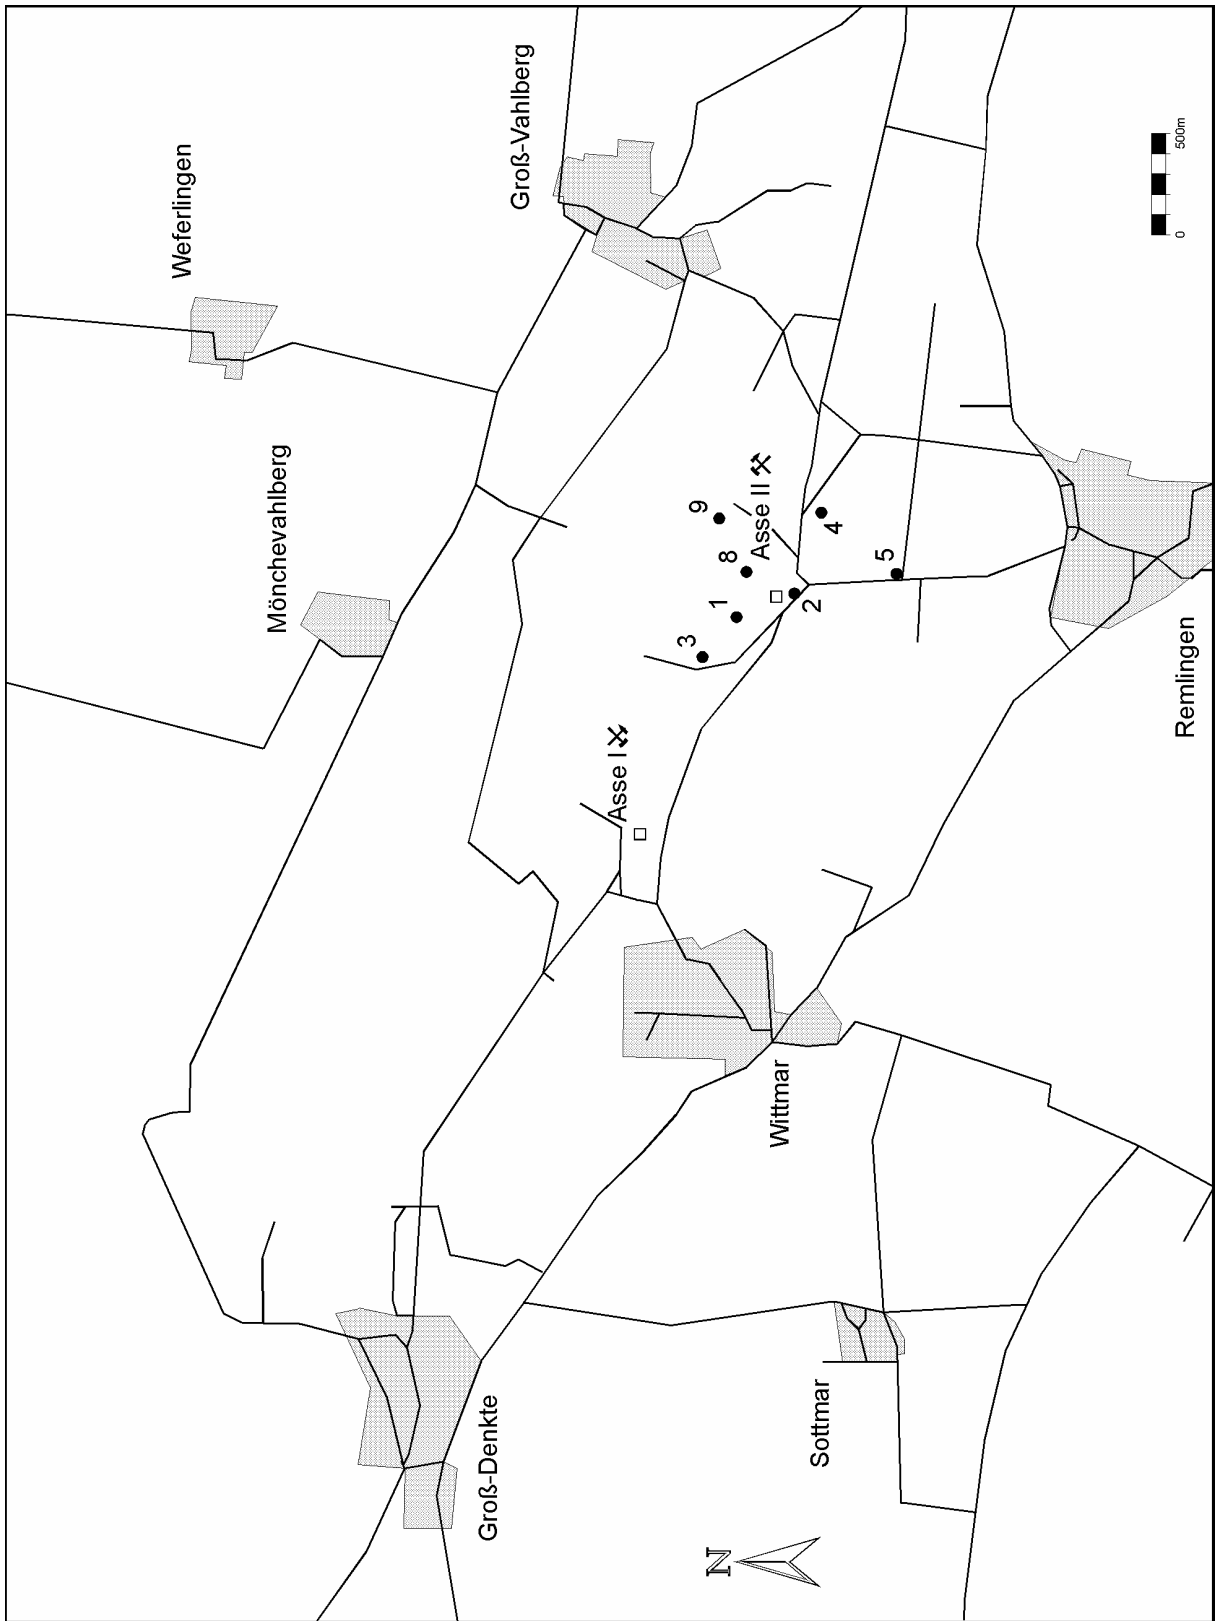 Weferlingen
Groß-Vahlberg
Mönchevahlberg
9
8
Asse II
1
3
4
2
5
Asse I
Remlingen
Wittmar
Groß-Denkte
Sottmar
N
0
500m